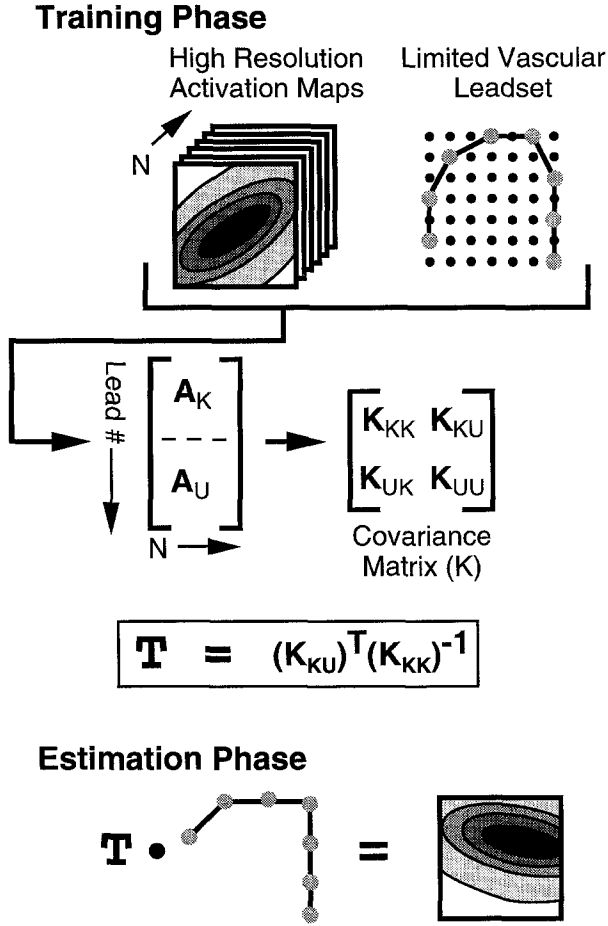 Training Phase
High Resolution
Activation Maps
Limited Vascular
Leadset
N
Lead #
A_K
A_U
N
K_KK K_KU
K_UK K_UU
Covariance
Matrix (K)
T = (K_KU)^T(K_KK)^-1
Estimation Phase
T • =